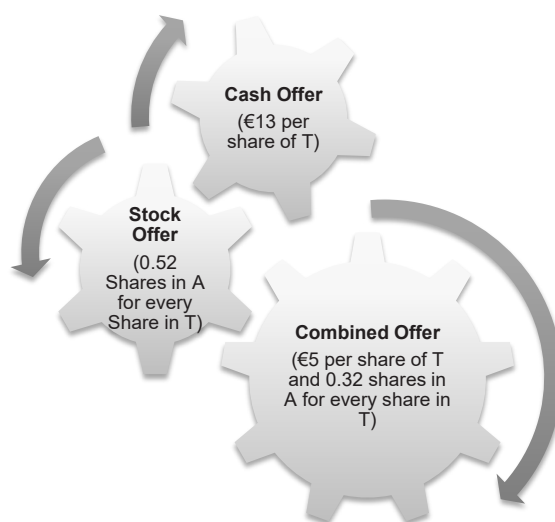 Cash Offer
(€13 per
share of T)
Stock
Offer
(0.52
Shares in A
for every
Share in T)
Combined Offer
(€5 per share of T
and 0.32 shares in
A for every share in
T)